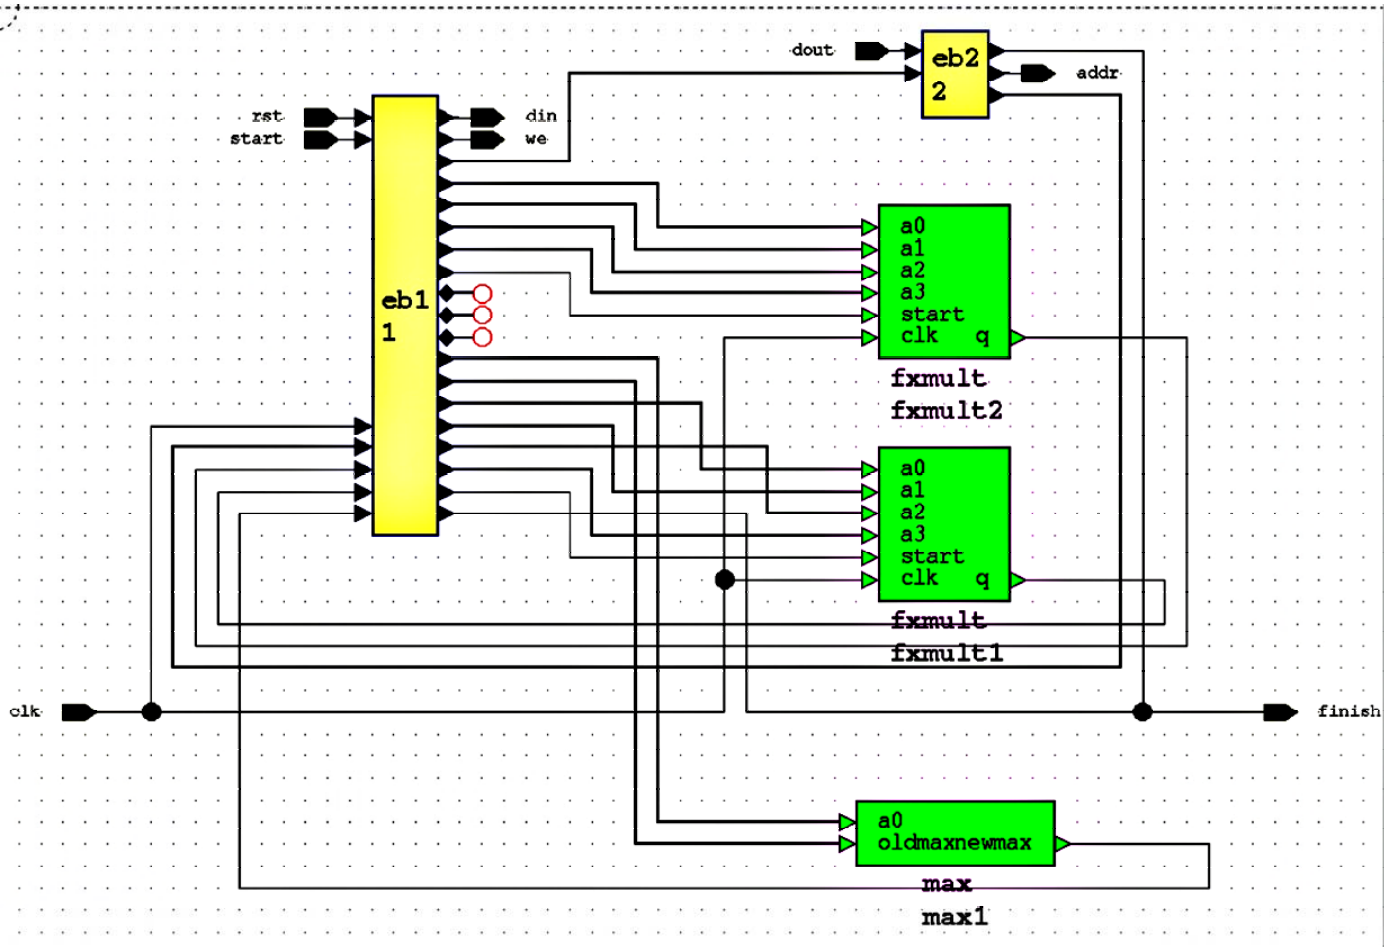 dout
eb2
2
addr
rst
start
din
we
eb1
1
a0
a1
a2
a3
start
clk q
fxmult
fxmult2
a0
a1
a2
a3
start
clk q
fxmult
fxmult1
clk
finish
a0
oldmaxnewmax
max
max1